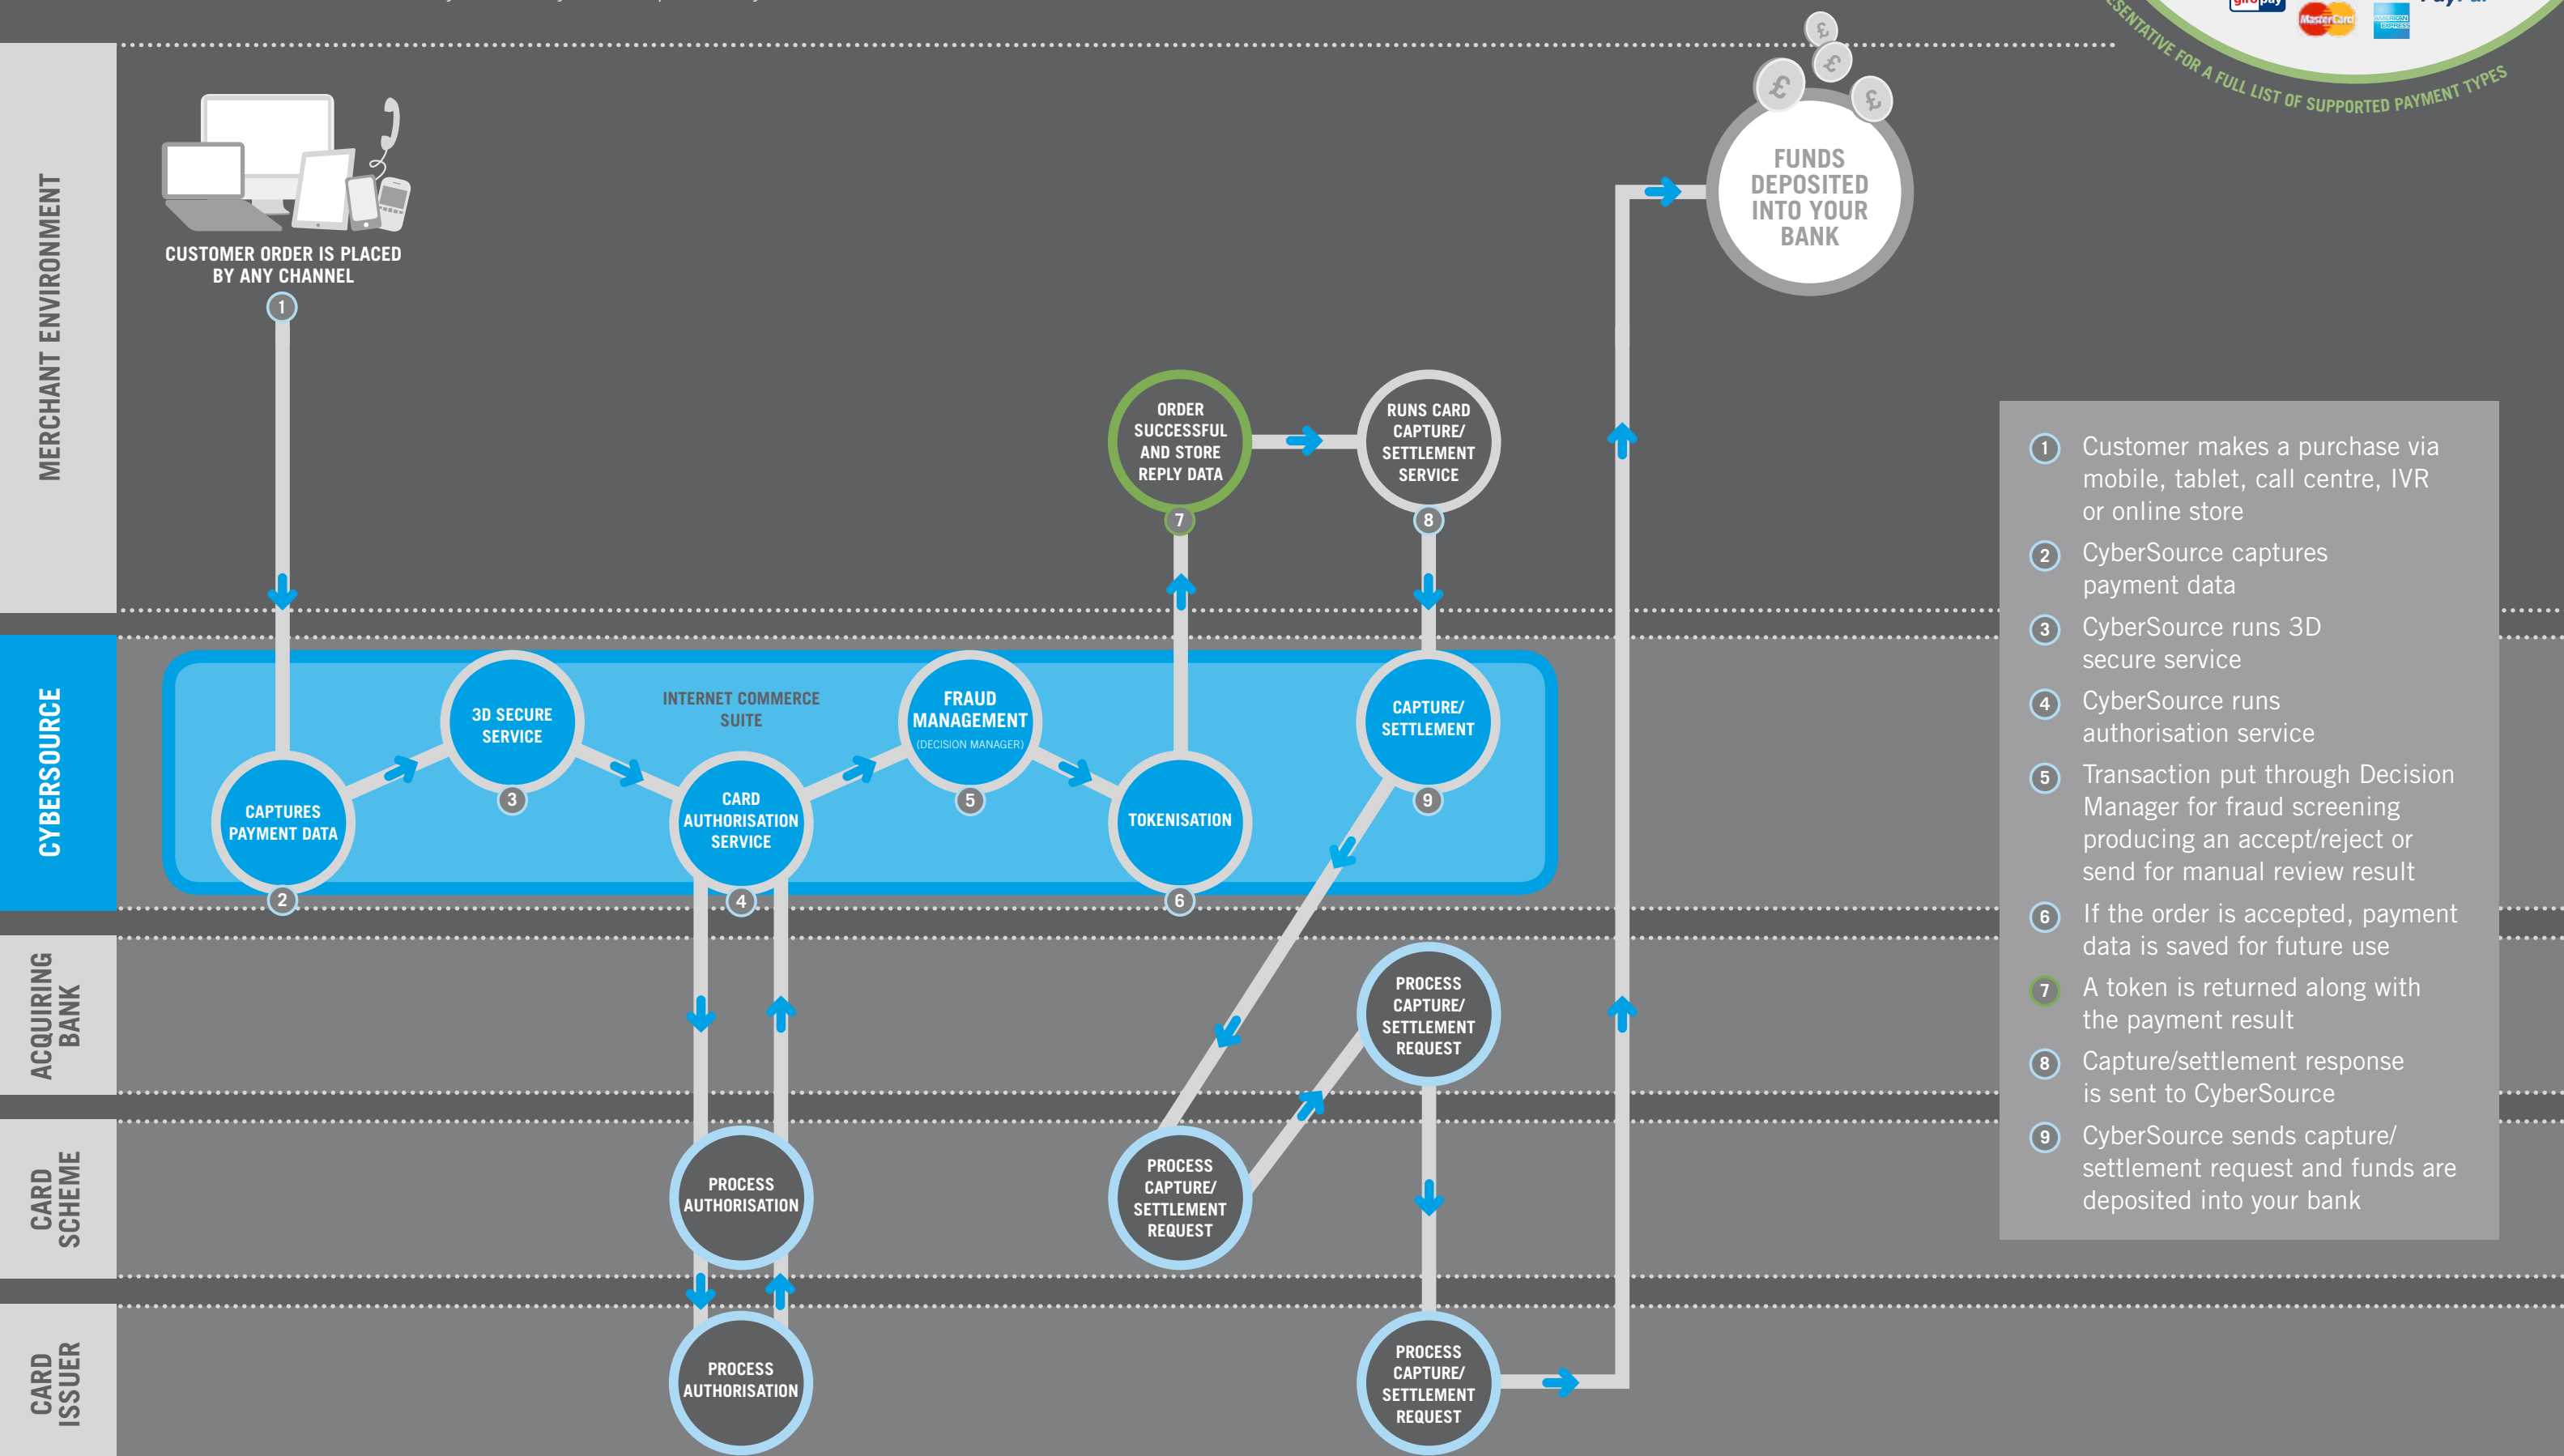 giropay
MasterCard
AMERICAN
EXPRESS
PayPal
ESENTATIVE FOR A FULL LIST OF SUPPORTED PAYMENT TYPES
MERCHANT ENVIRONMENT
CUSTOMER ORDER IS PLACED
BY ANY CHANNEL
1
£
£
£
£
FUNDS
DEPOSITED
INTO YOUR
BANK
ORDER
SUCCESSFUL
AND STORE
REPLY DATA
7
RUNS CARD
CAPTURE/
SETTLEMENT
SERVICE
8
CYBERSOURCE
CAPTURES
PAYMENT DATA
2
3D SECURE
SERVICE
3
INTERNET COMMERCE
SUITE
CARD
AUTHORISATION
SERVICE
4
FRAUD
MANAGEMENT
(DECISION MANAGER)
5
TOKENISATION
6
CAPTURE/
SETTLEMENT
9
ACQUIRING
BANK
PROCESS
CAPTURE/
SETTLEMENT
REQUEST
CARD
SCHEME
PROCESS
AUTHORISATION
PROCESS
CAPTURE/
SETTLEMENT
REQUEST
CARD
ISSUER
PROCESS
AUTHORISATION
PROCESS
CAPTURE/
SETTLEMENT
REQUEST
1 Customer makes a purchase via
mobile, tablet, call centre, IVR
or online store
2 CyberSource captures
payment data
3 CyberSource runs 3D
secure service
4 CyberSource runs
authorisation service
5 Transaction put through Decision
Manager for fraud screening
producing an accept/reject or
send for manual review result
6 If the order is accepted, payment
data is saved for future use
7 A token is returned along with
the payment result
8 Capture/settlement response
is sent to CyberSource
9 CyberSource sends capture/
settlement request and funds are
deposited into your bank